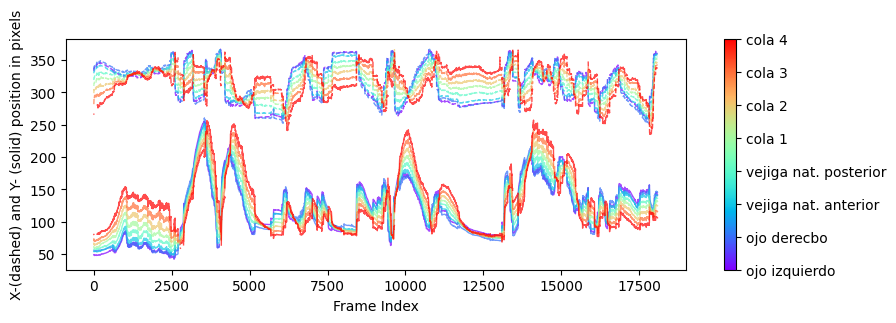 X-(dashed) and Y- (solid) position in pixels
350
300
250
200
150
100
50
0
2500
5000
7500
10000
12500
15000
17500
Frame Index
cola 4
cola 3
cola 2
cola 1
vejiga nat. posterior
vejiga nat. anterior
ojo derecbo
ojo izquierdo